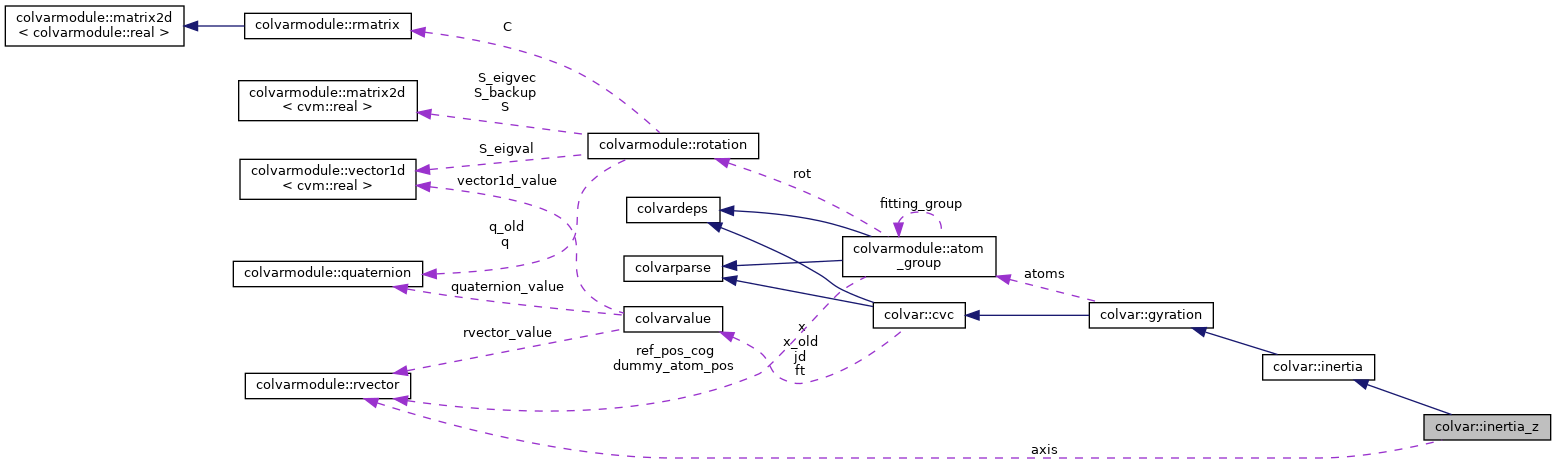 colvarmodule::matrix2d
< colvarmodule::real >
colvarmodule::rmatrix
C
colvarmodule::matrix2d
< cvm::real >
S_eigvec
S_backup
S
colvarmodule::rotation
colvarmodule::vector1d
< cvm::real >
S_eigval
vector1d_value
rot
colvardeps
fitting_group
q_old
q
colvarmodule::atom
_group
colvarmodule::quaternion
colvarparse
atoms
quaternion_value
colvarvalue
colvar::cvc
colvar::gyration
rvector_value
x
x_old
jd
ft
ref_pos_cog
dummy_atom_pos
colvar::inertia
colvarmodule::rvector
colvar::inertia_z
axis